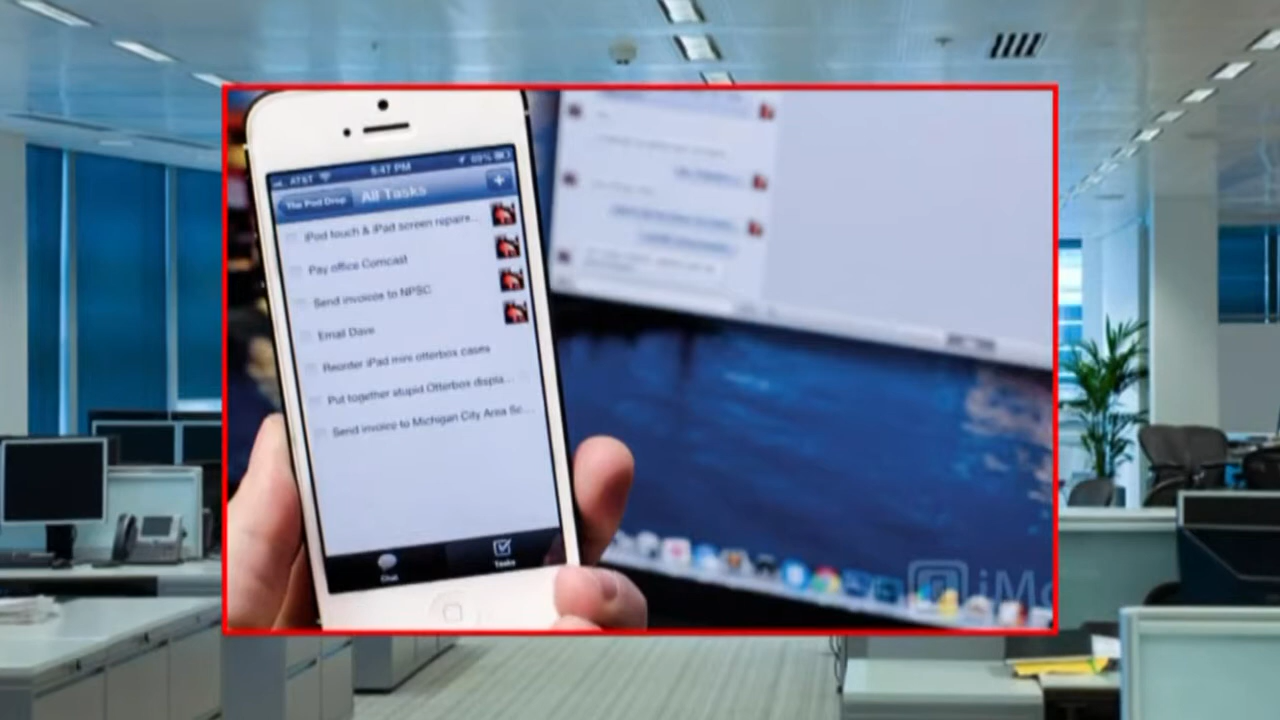 AT&T 5:47 PM 69%
The Pod Drop All Tasks +
iPod touch & iPad screen repairs...
Pay office Comcast
Send invoices to NPSC
Email Dave
Reorder iPad mini otterbox cases
Put together stupid Otterbox displa...
Send invoice to Michigan City Area Sc...
Chat Tasks
iMo